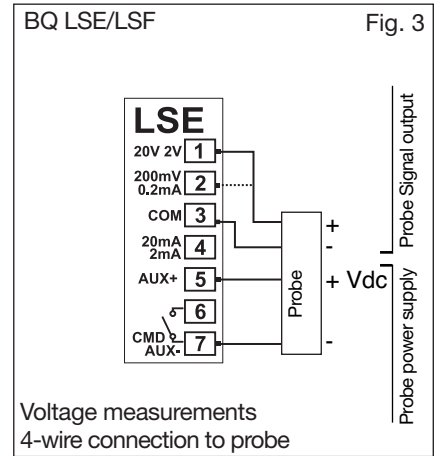 BQ LSE/LSF Fig. 3
LSE
20V 2V 1
200mV
0.2mA 2
COM 3
20mA
2mA 4
AUX+ 5
6
CMD
AUX- 7
Probe
+
-
+ Vdc
-
Probe Signal output
Probe power supply
Voltage measurements
4-wire connection to probe